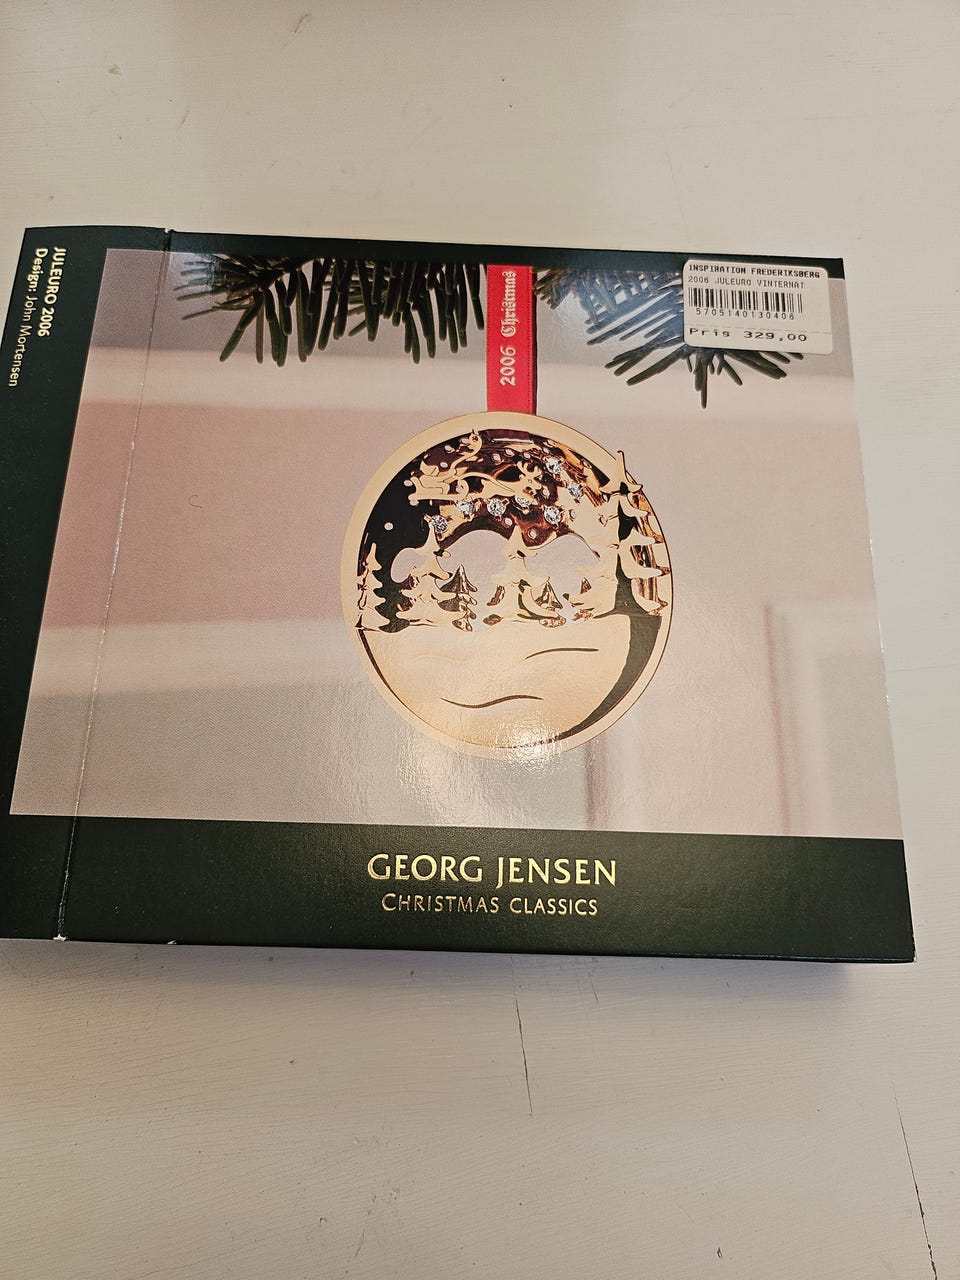 JULEURO 2006
Design: John Mortensen
2006 Christmas
INSPIRATION FREDERIKSBERG
2006 JULEURO VINTERNAT
5705140130406
Pris 329,00
GEORG JENSEN
CHRISTMAS CLASSICS